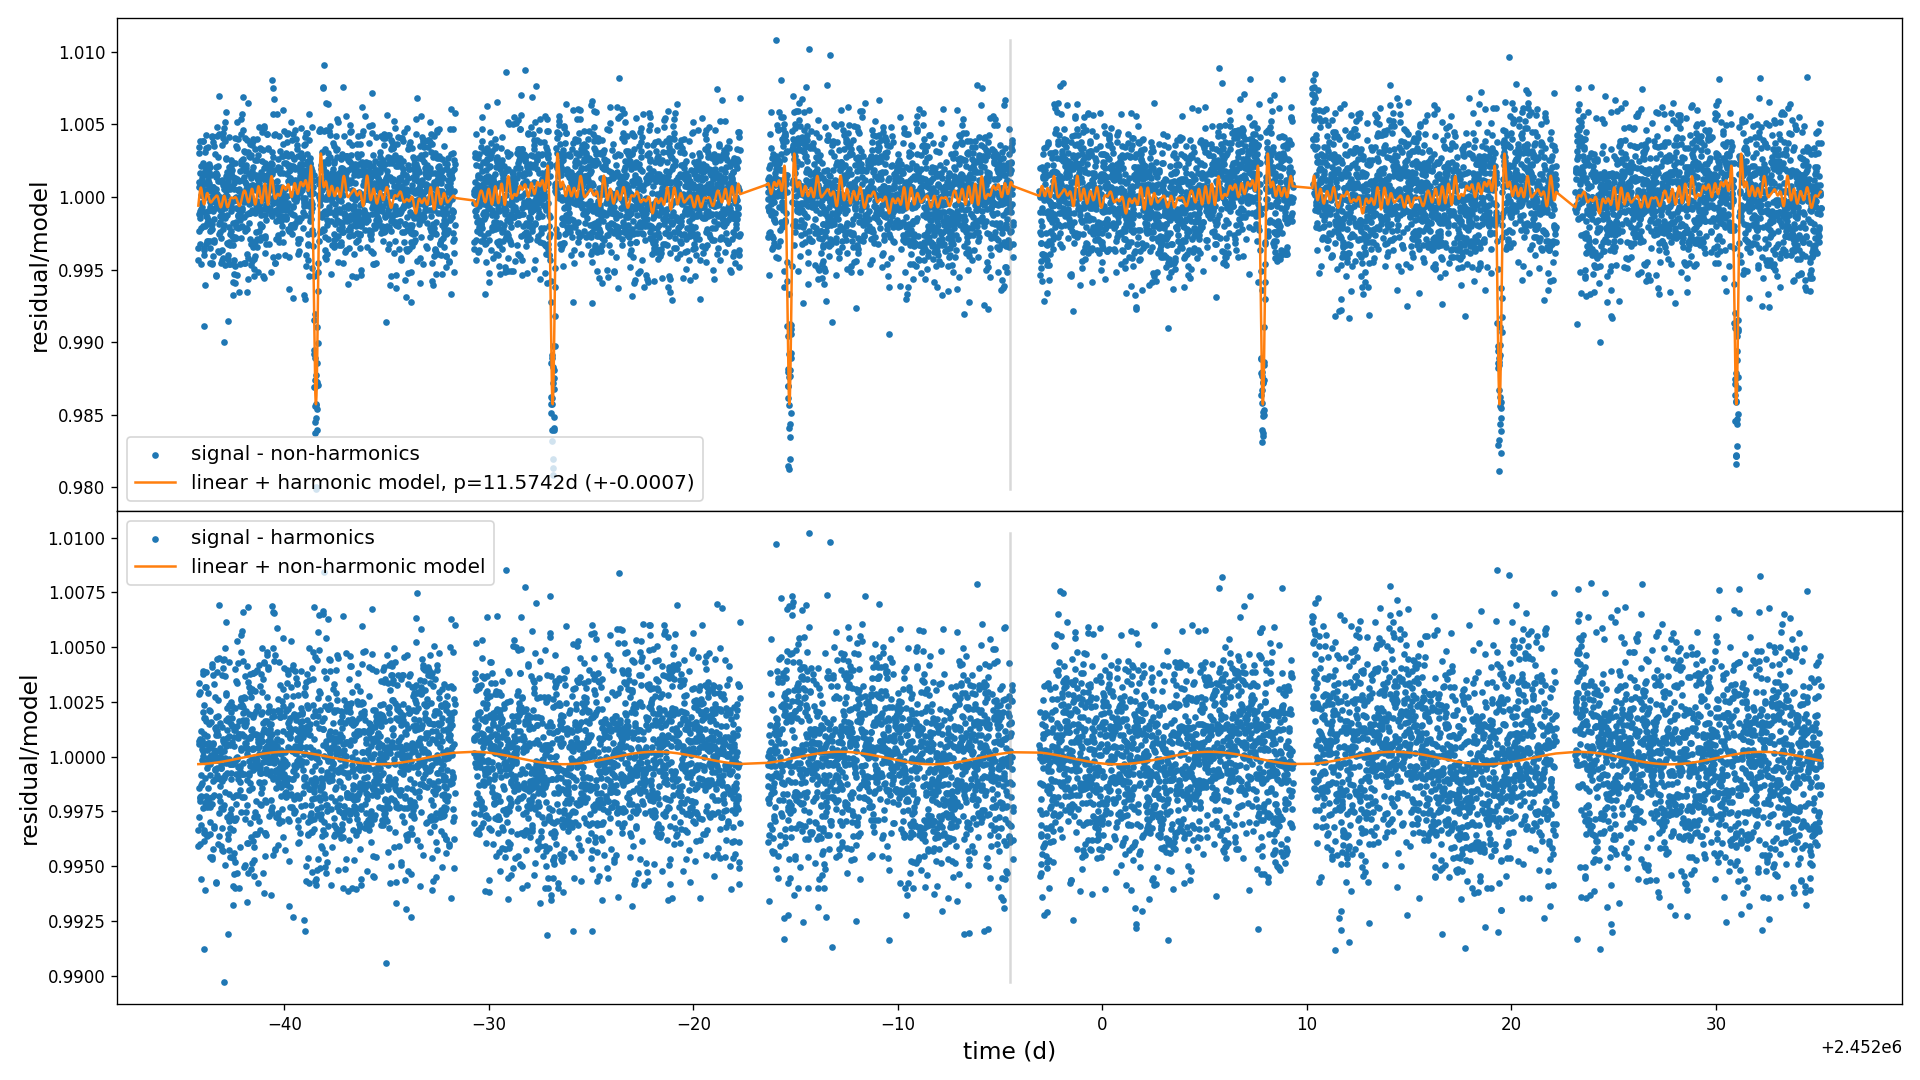 residual/model
1.010
1.005
1.000
0.995
0.990
0.985
0.980
signal - non-harmonics
linear + harmonic model, p=11.5742d (+-0.0007)
residual/model
1.0100
1.0075
1.0050
1.0025
1.0000
0.9975
0.9950
0.9925
0.9900
signal - harmonics
linear + non-harmonic model
−40 −30 −20 −10 0 10 20 30
time (d)
+2.452e6